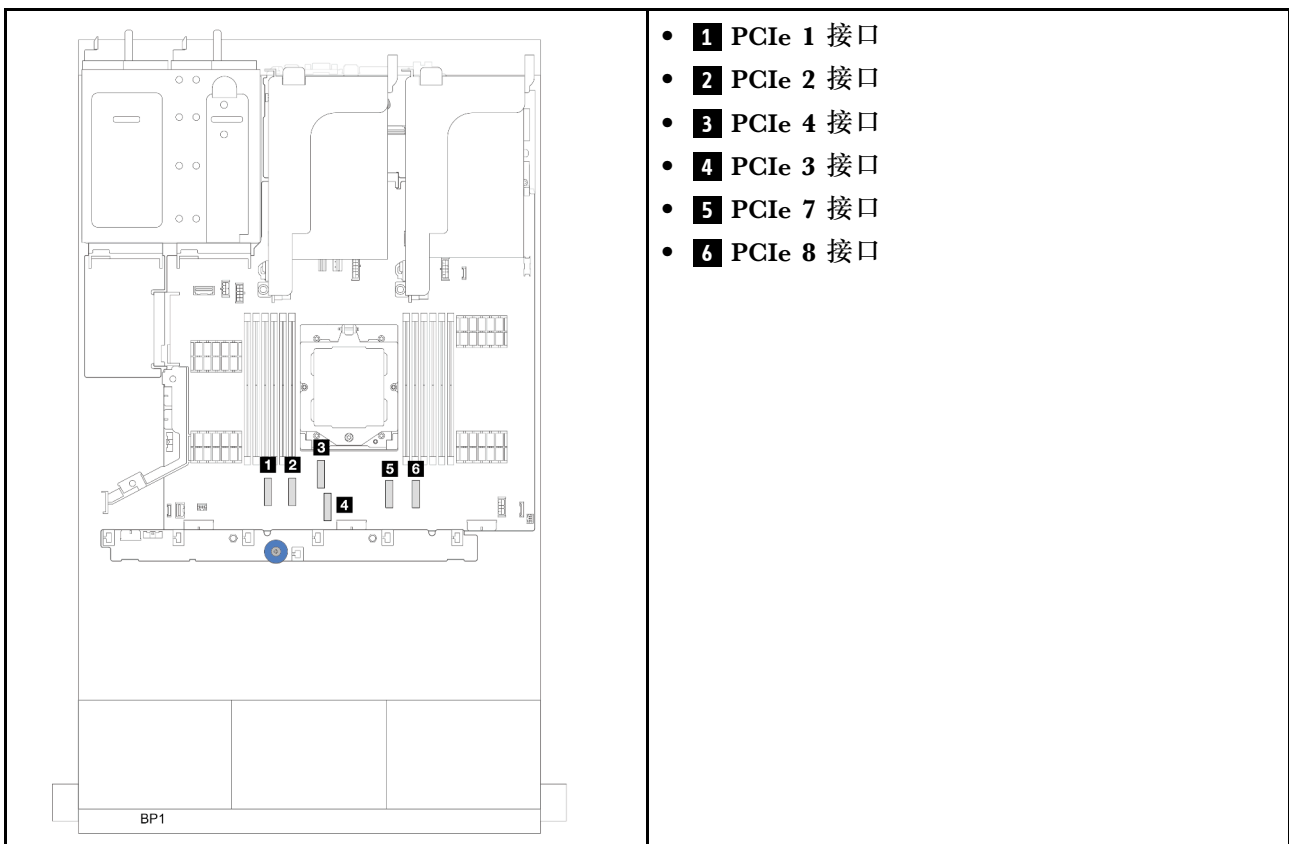 1 2 3 5 6
4
BP1
• 1 PCIe 1 接口
• 2 PCIe 2 接口
• 3 PCIe 4 接口
• 4 PCIe 3 接口
• 5 PCIe 7 接口
• 6 PCIe 8 接口